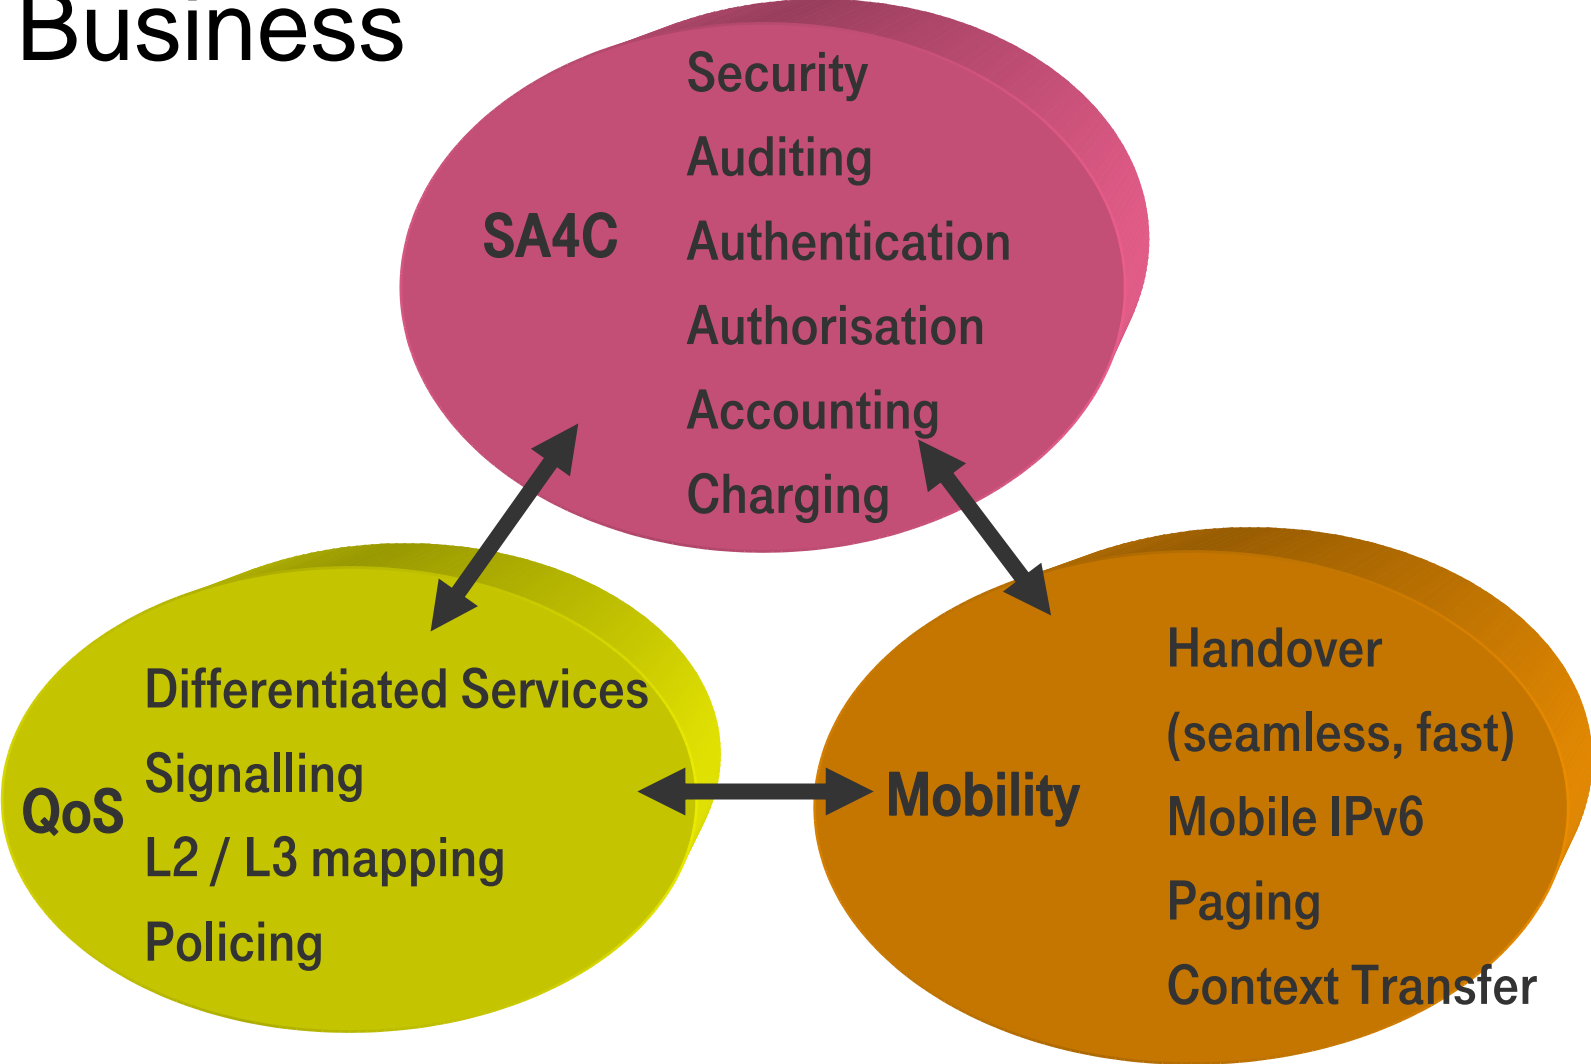 Business
SA4C
Security
Auditing
Authentication
Authorisation
Accounting
Charging
QoS
Differentiated Services
Signalling
L2 / L3 mapping
Policing
Mobility
Handover
(seamless, fast)
Mobile IPv6
Paging
Context Transfer